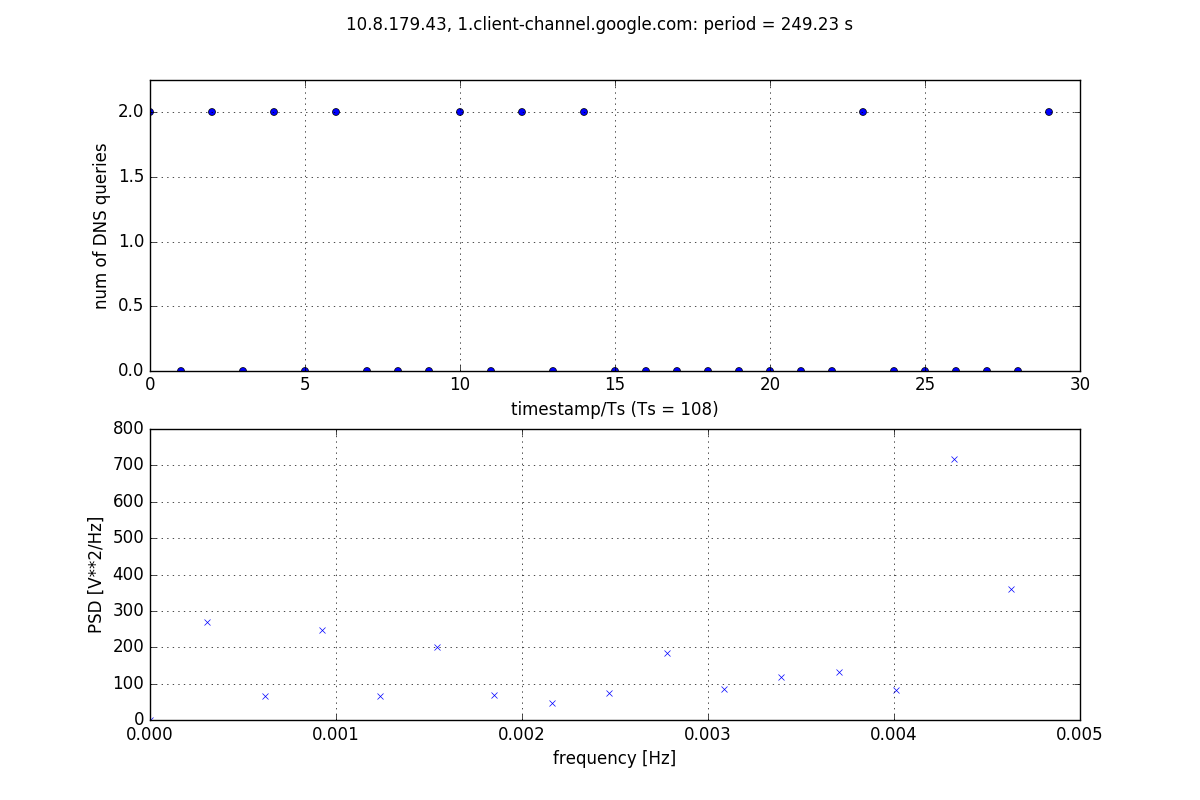 10.8.179.43, 1.client-channel.google.com: period = 249.23 s
2.0
1.5
1.0
0.5
0.0
num of DNS queries
0 5 10 15 20 25 30
timestamp/Ts (Ts = 108)
800
700
600
500
400
300
200
100
0
PSD [V**2/Hz]
0.000 0.001 0.002 0.003 0.004 0.005
frequency [Hz]